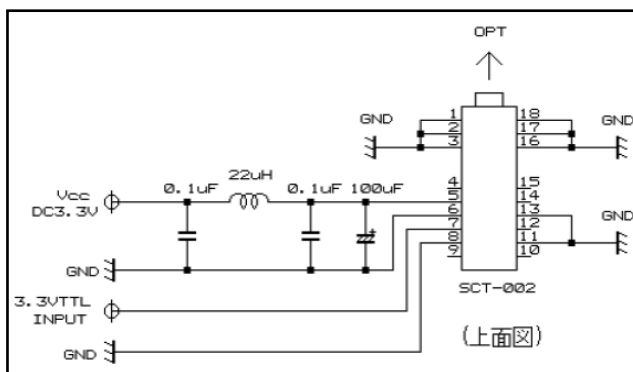 OPT
GND
1
2
3
18
17
16
GND
22uH
Vcc
DC3.3V
0.1uF
0.1uF
100uF
4
5
6
7
8
9
15
14
13
12
11
10
GND
GND
3.3VTTL
INPUT
GND
SCT-002
(上面図)